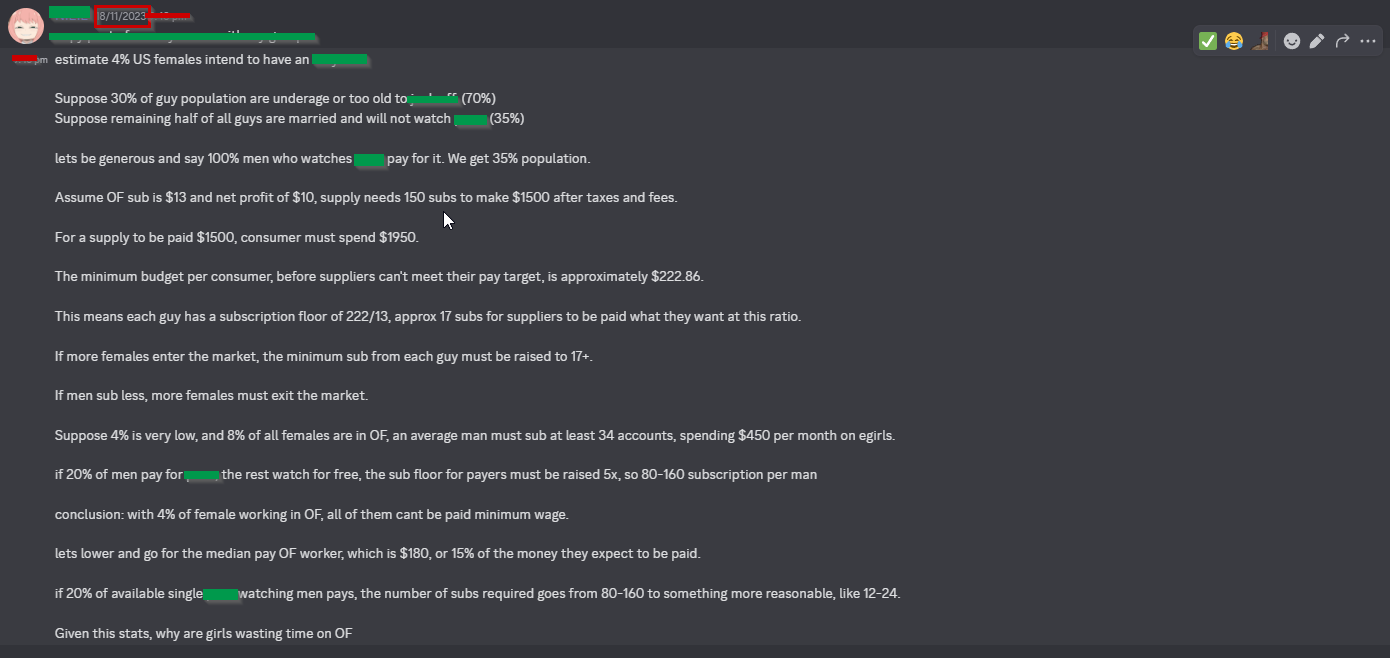 8/11/2023
estimate 4% US females intend to have an
Suppose 30% of guy population are underage or too old to (70%)
Suppose remaining half of all guys are married and will not watch (35%)
lets be generous and say 100% men who watches pay for it. We get 35% population.
Assume OF sub is $13 and net profit of $10, supply needs 150 subs to make $1500 after taxes and fees.
For a supply to be paid $1500, consumer must spend $1950.
The minimum budget per consumer, before suppliers can't meet their pay target, is approximately $222.86.
This means each guy has a subscription floor of 222/13, approx 17 subs for suppliers to be paid what they want at this ratio.
If more females enter the market, the minimum sub from each guy must be raised to 17+.
If men sub less, more females must exit the market.
Suppose 4% is very low, and 8% of all females are in OF, an average man must sub at least 34 accounts, spending $450 per month on egirls.
if 20% of men pay for the rest watch for free, the sub floor for payers must be raised 5x, so 80-160 subscription per man
conclusion: with 4% of female working in OF, all of them cant be paid minimum wage.
lets lower and go for the median pay OF worker, which is $180, or 15% of the money they expect to be paid.
if 20% of available single watching men pays, the number of subs required goes from 80-160 to something more reasonable, like 12-24.
Given this stats, why are girls wasting time on OF